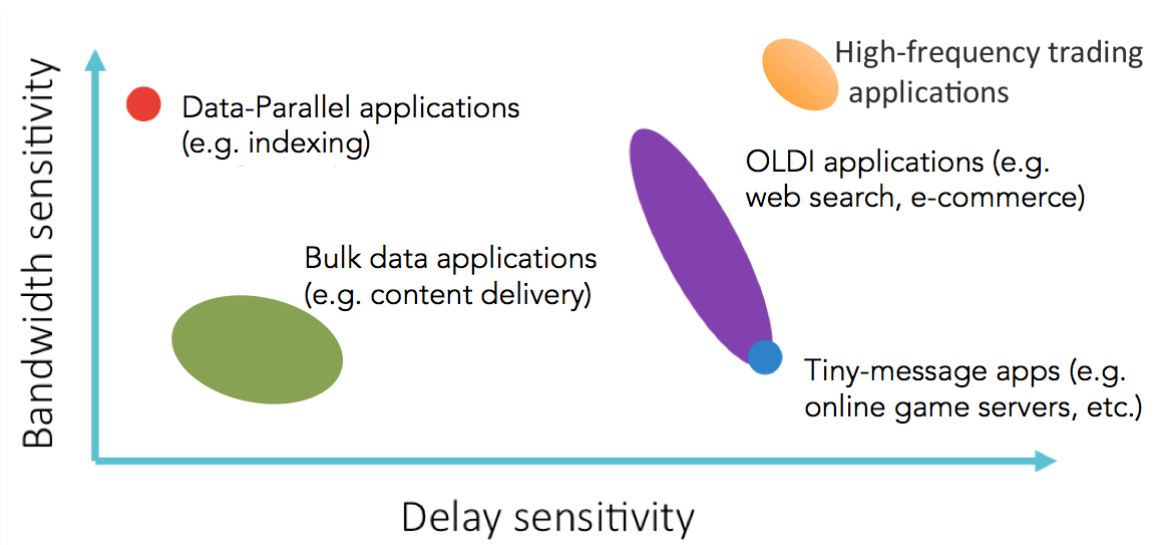 Bandwidth sensitivity
High-frequency trading
applications
Data-Parallel applications
(e.g. indexing)
OLDI applications (e.g.
web search, e-commerce)
Bulk data applications
(e.g. content delivery)
Tiny-message apps (e.g.
online game servers, etc.)
Delay sensitivity